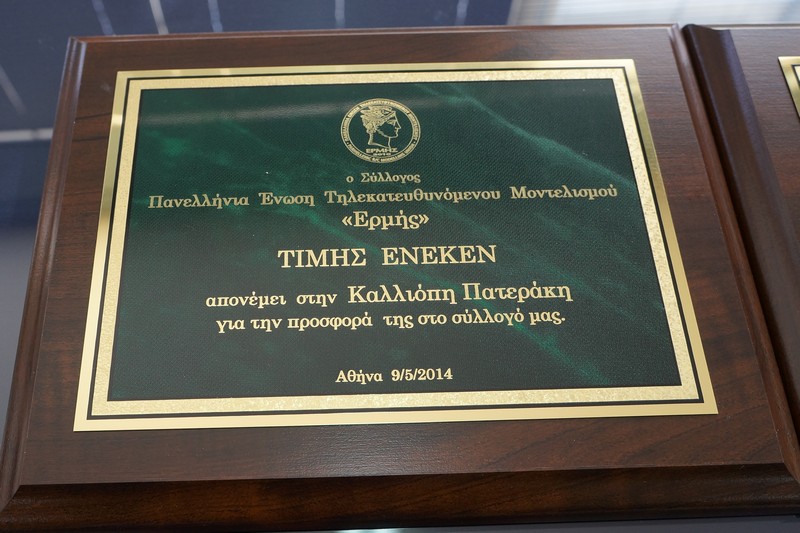 ΕΡΜΗΣ
ο Σύλλογος
Πανελλήνια Ένωση Τηλεκατευθυνόμενου Μοντελισμού
«Ερμής»
ΤΙΜΗΣ ΕΝΕΚΕΝ
απονέμει στην Καλλιόπη Πατεράκη
για την προσφορά της στο σύλλογό μας.
Αθήνα 9/5/2014